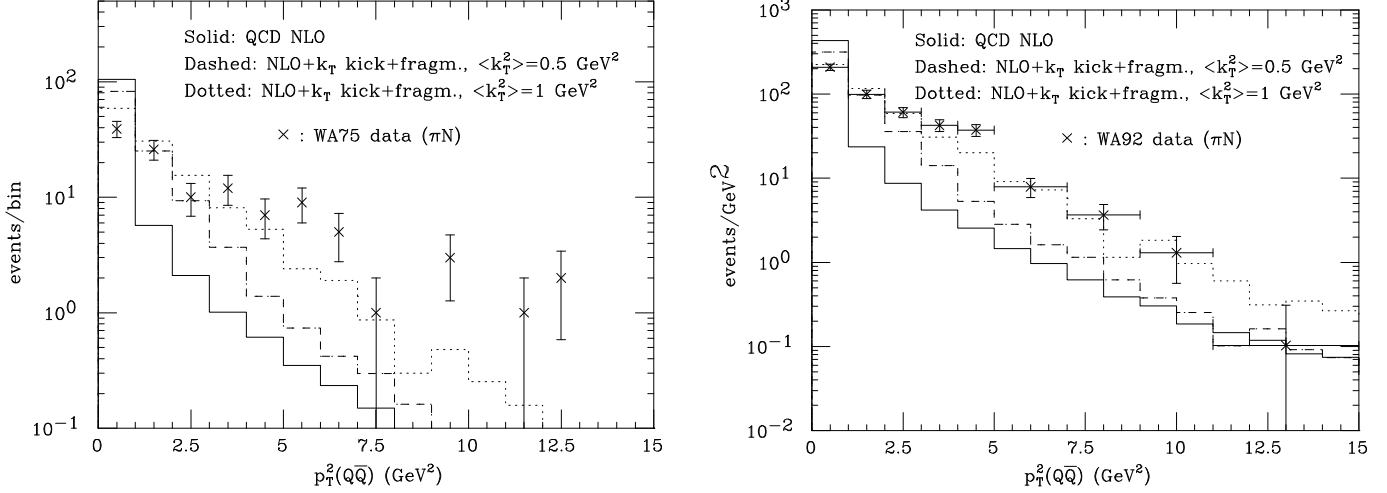 Solid: QCD NLO
Dashed: NLO+k_T kick+fragm., <k_T^2>=0.5 GeV^2
Dotted: NLO+k_T kick+fragm., <k_T^2>=1 GeV^2
× : WA75 data (πN)
events/bin
10^2
10^1
10^0
10^−1
0 2.5 5 7.5 10 12.5 15
p_T^2(QQ̅) (GeV^2)
Solid: QCD NLO
Dashed: NLO+k_T kick+fragm., <k_T^2>=0.5 GeV^2
Dotted: NLO+k_T kick+fragm., <k_T^2>=1 GeV^2
× : WA92 data (πN)
events/GeV^2
10^3
10^2
10^1
10^0
10^−1
10^−2
0 2.5 5 7.5 10 12.5 15
p_T^2(QQ̅) (GeV^2)